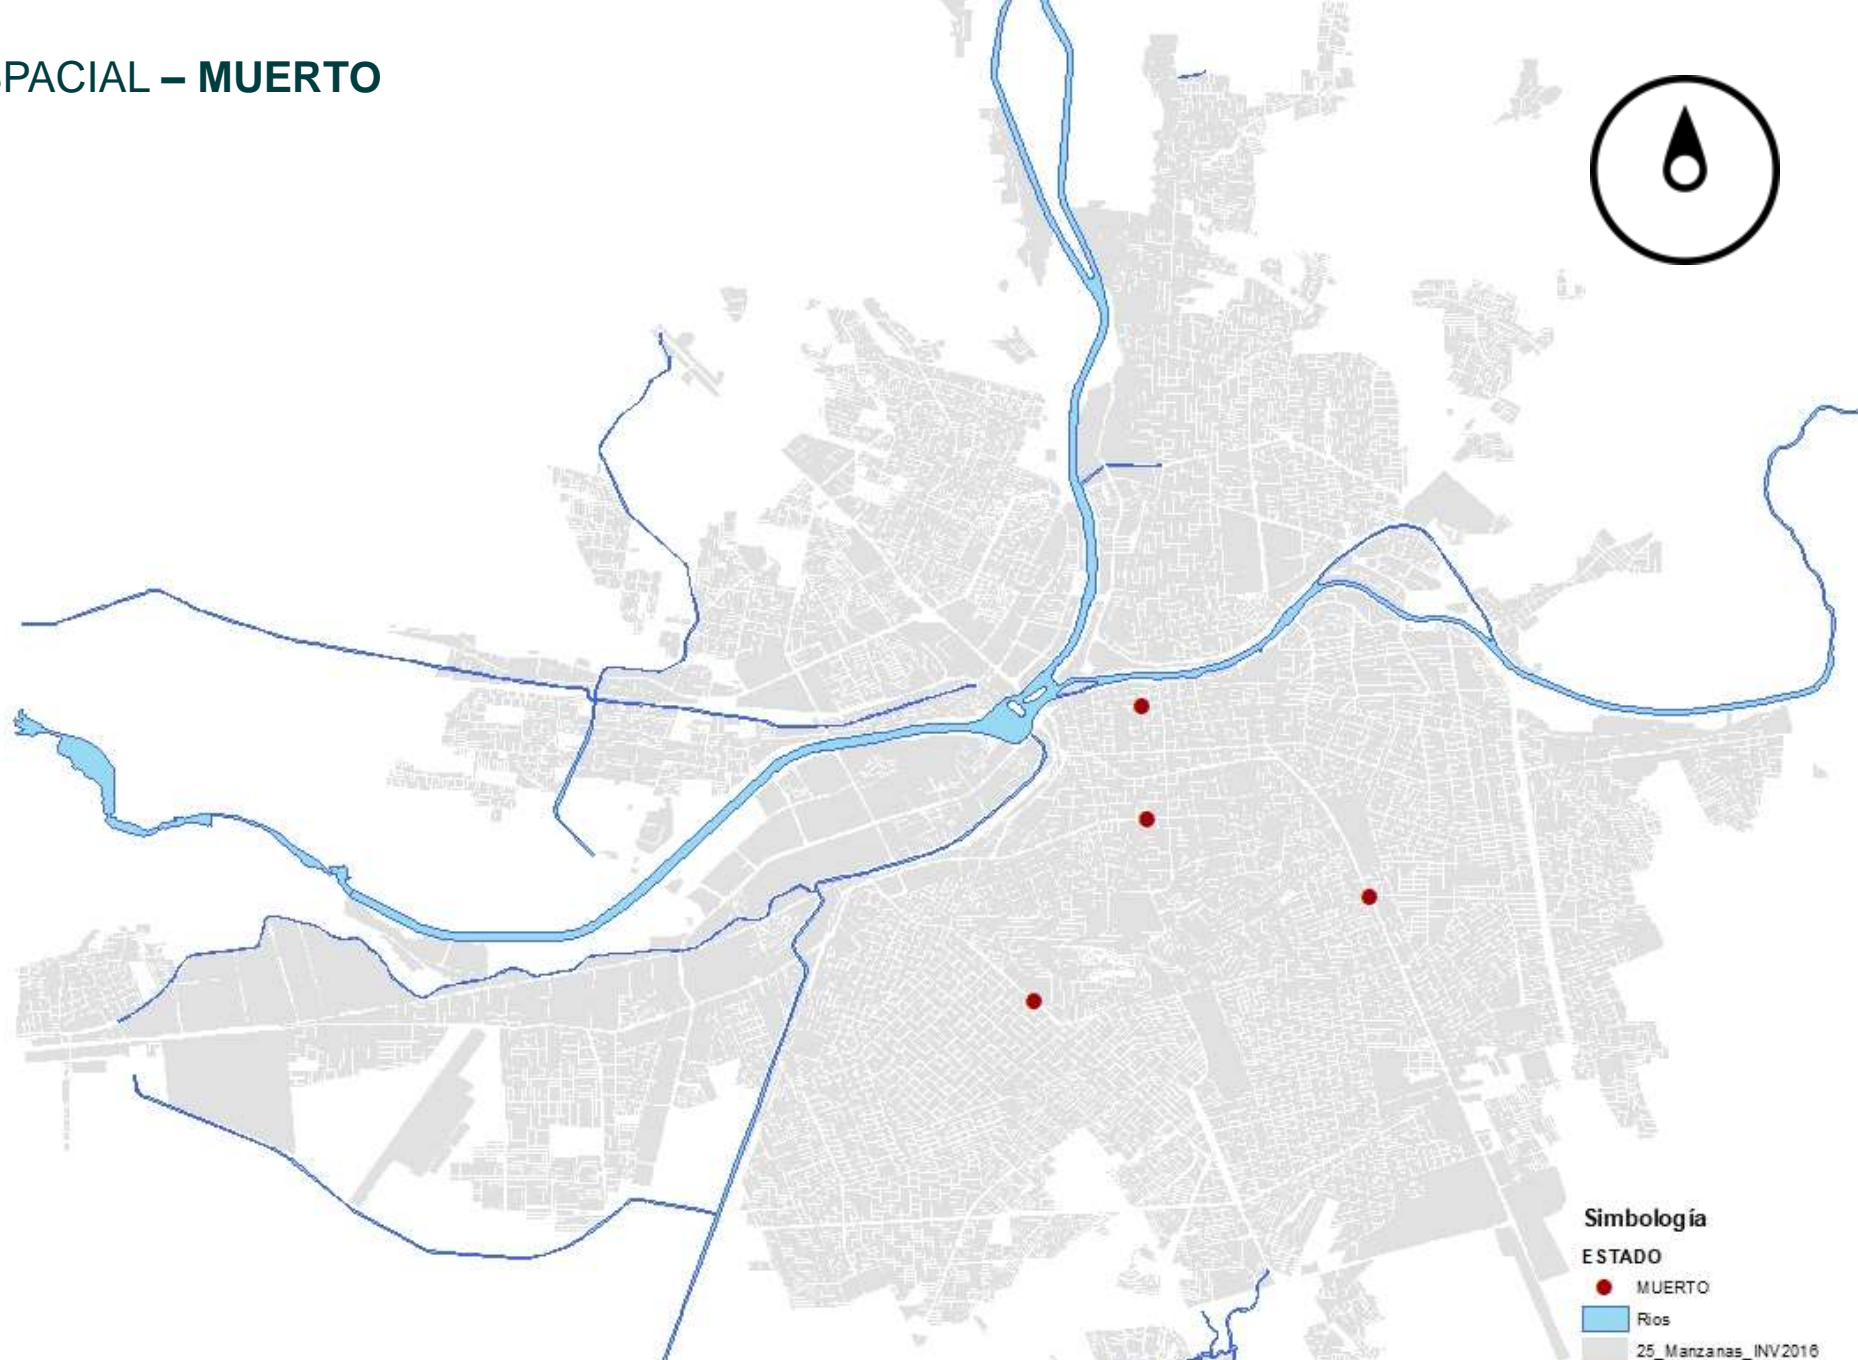 PACIAL – MUERTO
Simbología
ESTADO
MUERTO
Rios
25_Manzanas_INV2016